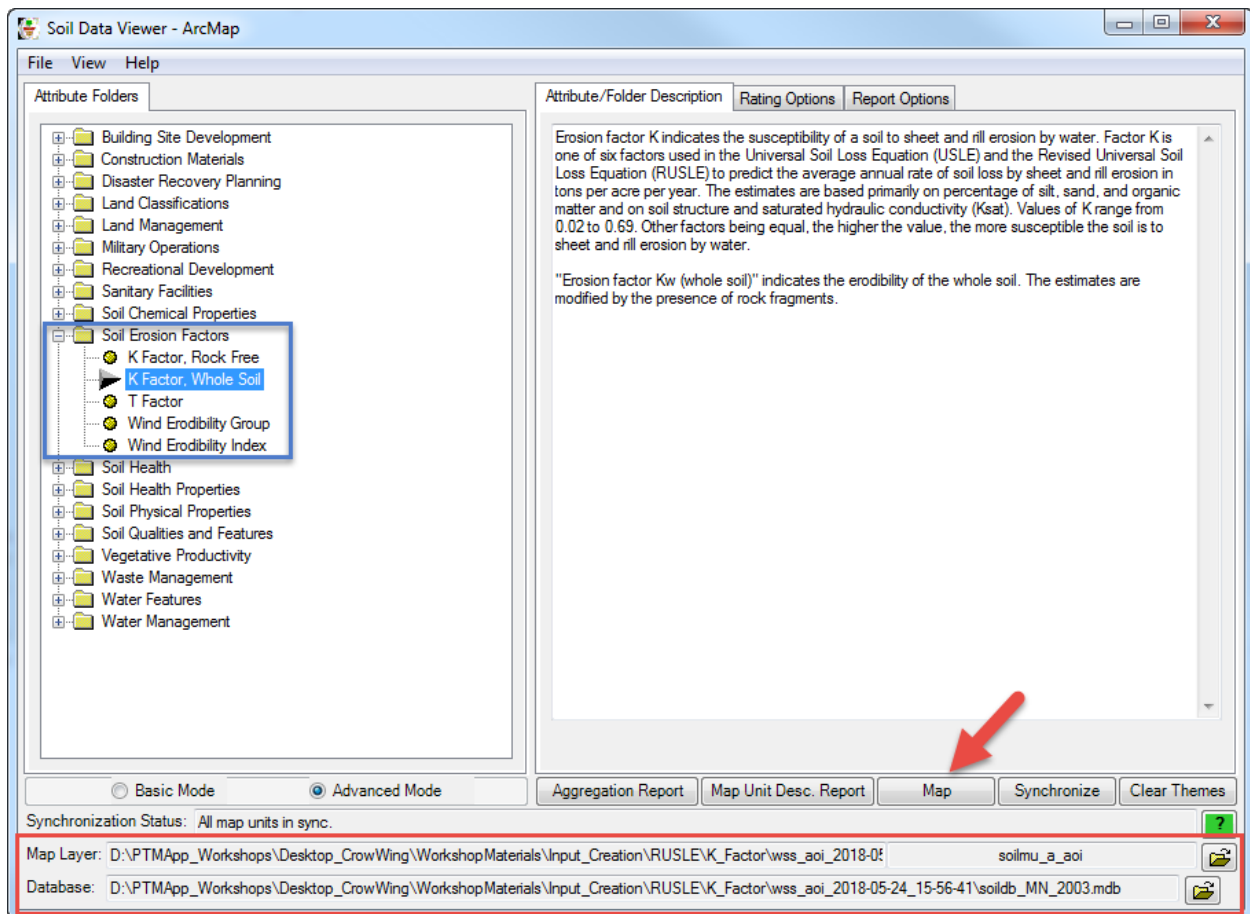 Soil Data Viewer - ArcMap
File View Help
Attribute Folders
Building Site Development
Construction Materials
Disaster Recovery Planning
Land Classifications
Land Management
Military Operations
Recreational Development
Sanitary Facilities
Soil Chemical Properties
Soil Erosion Factors
K Factor, Rock Free
K Factor, Whole Soil
T Factor
Wind Erodibility Group
Wind Erodibility Index
Soil Health
Soil Health Properties
Soil Physical Properties
Soil Qualities and Features
Vegetative Productivity
Waste Management
Water Features
Water Management
Attribute/Folder Description Rating Options Report Options
Erosion factor K indicates the susceptibility of a soil to sheet and rill erosion by water. Factor K is
one of six factors used in the Universal Soil Loss Equation (USLE) and the Revised Universal Soil
Loss Equation (RUSLE) to predict the average annual rate of soil loss by sheet and rill erosion in
tons per acre per year. The estimates are based primarily on percentage of silt, sand, and organic
matter and on soil structure and saturated hydraulic conductivity (Ksat). Values of K range from
0.02 to 0.69. Other factors being equal, the higher the value, the more susceptible the soil is to
sheet and rill erosion by water.
"Erosion factor Kw (whole soil)" indicates the erodibility of the whole soil. The estimates are
modified by the presence of rock fragments.
Basic Mode Advanced Mode
Aggregation Report Map Unit Desc. Report Map Synchronize Clear Themes
Synchronization Status: All map units in sync. ?
Map Layer: D:\PTMApp_Workshops\Desktop_CrowWing\WorkshopMaterials\Input_Creation\RUSLE\K_Factor\wss_aoi_2018-05 soilmu_a_aoi
Database: D:\PTMApp_Workshops\Desktop_CrowWing\WorkshopMaterials\Input_Creation\RUSLE\K_Factor\wss_aoi_2018-05-24_15-56-41\soildb_MN_2003.mdb